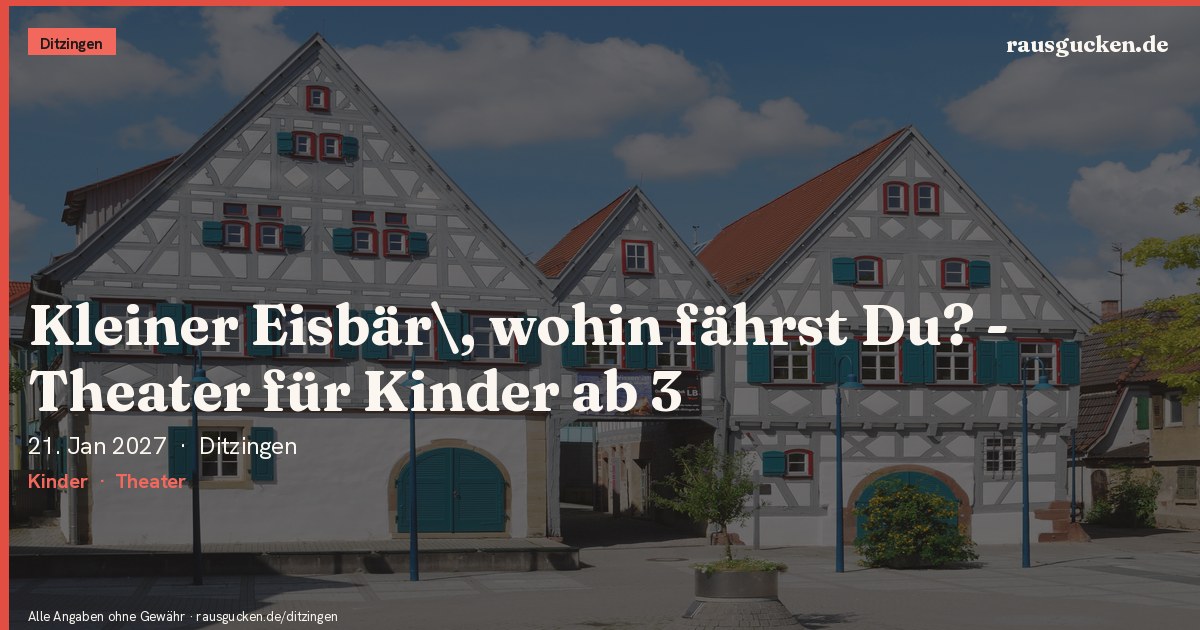 Ditzingen
rausgucken.de
Kleiner Eisbär\, wohin fährst Du? -
Theater für Kinder ab 3
21. Jan 2027 · Ditzingen
Kinder · Theater
Alle Angaben ohne Gewähr · rausgucken.de/ditzingen